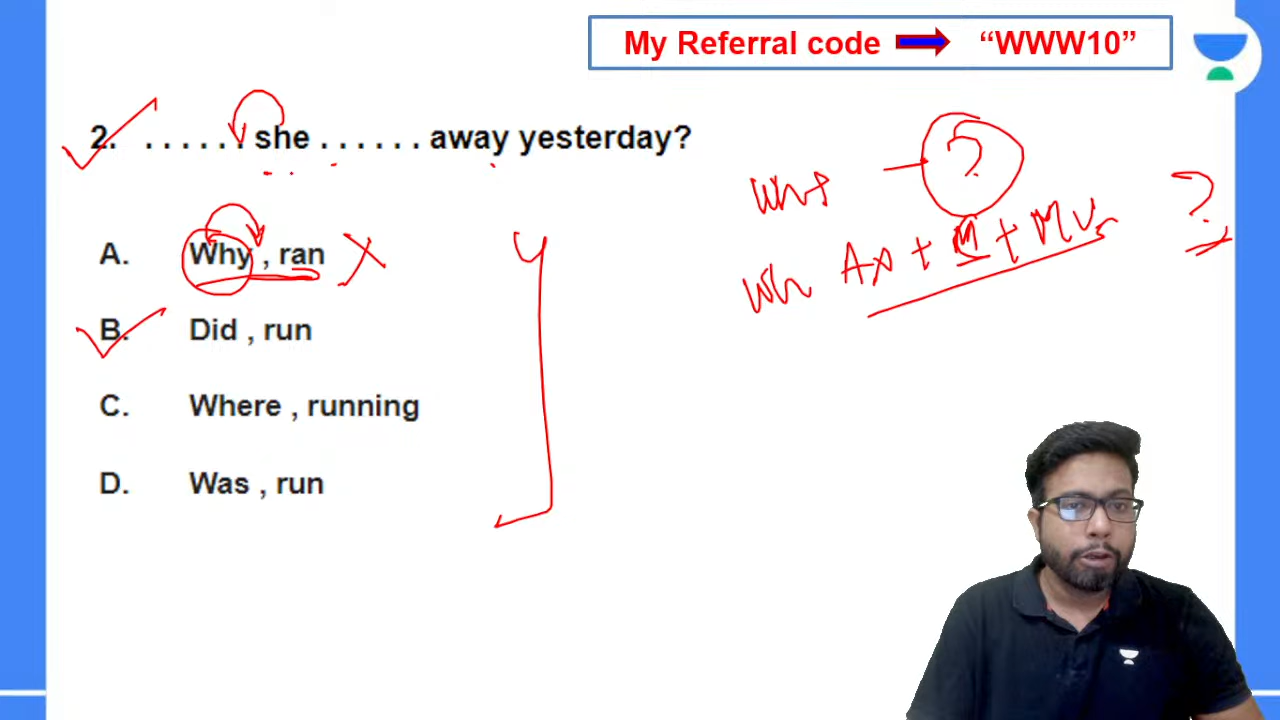 My Referral code “WWW10”
2. . . . . . . she . . . . . . away yesterday?
A. Why , ran
B. Did , run
C. Where , running
D. Was , run
?
?
Wh Ax + + MV